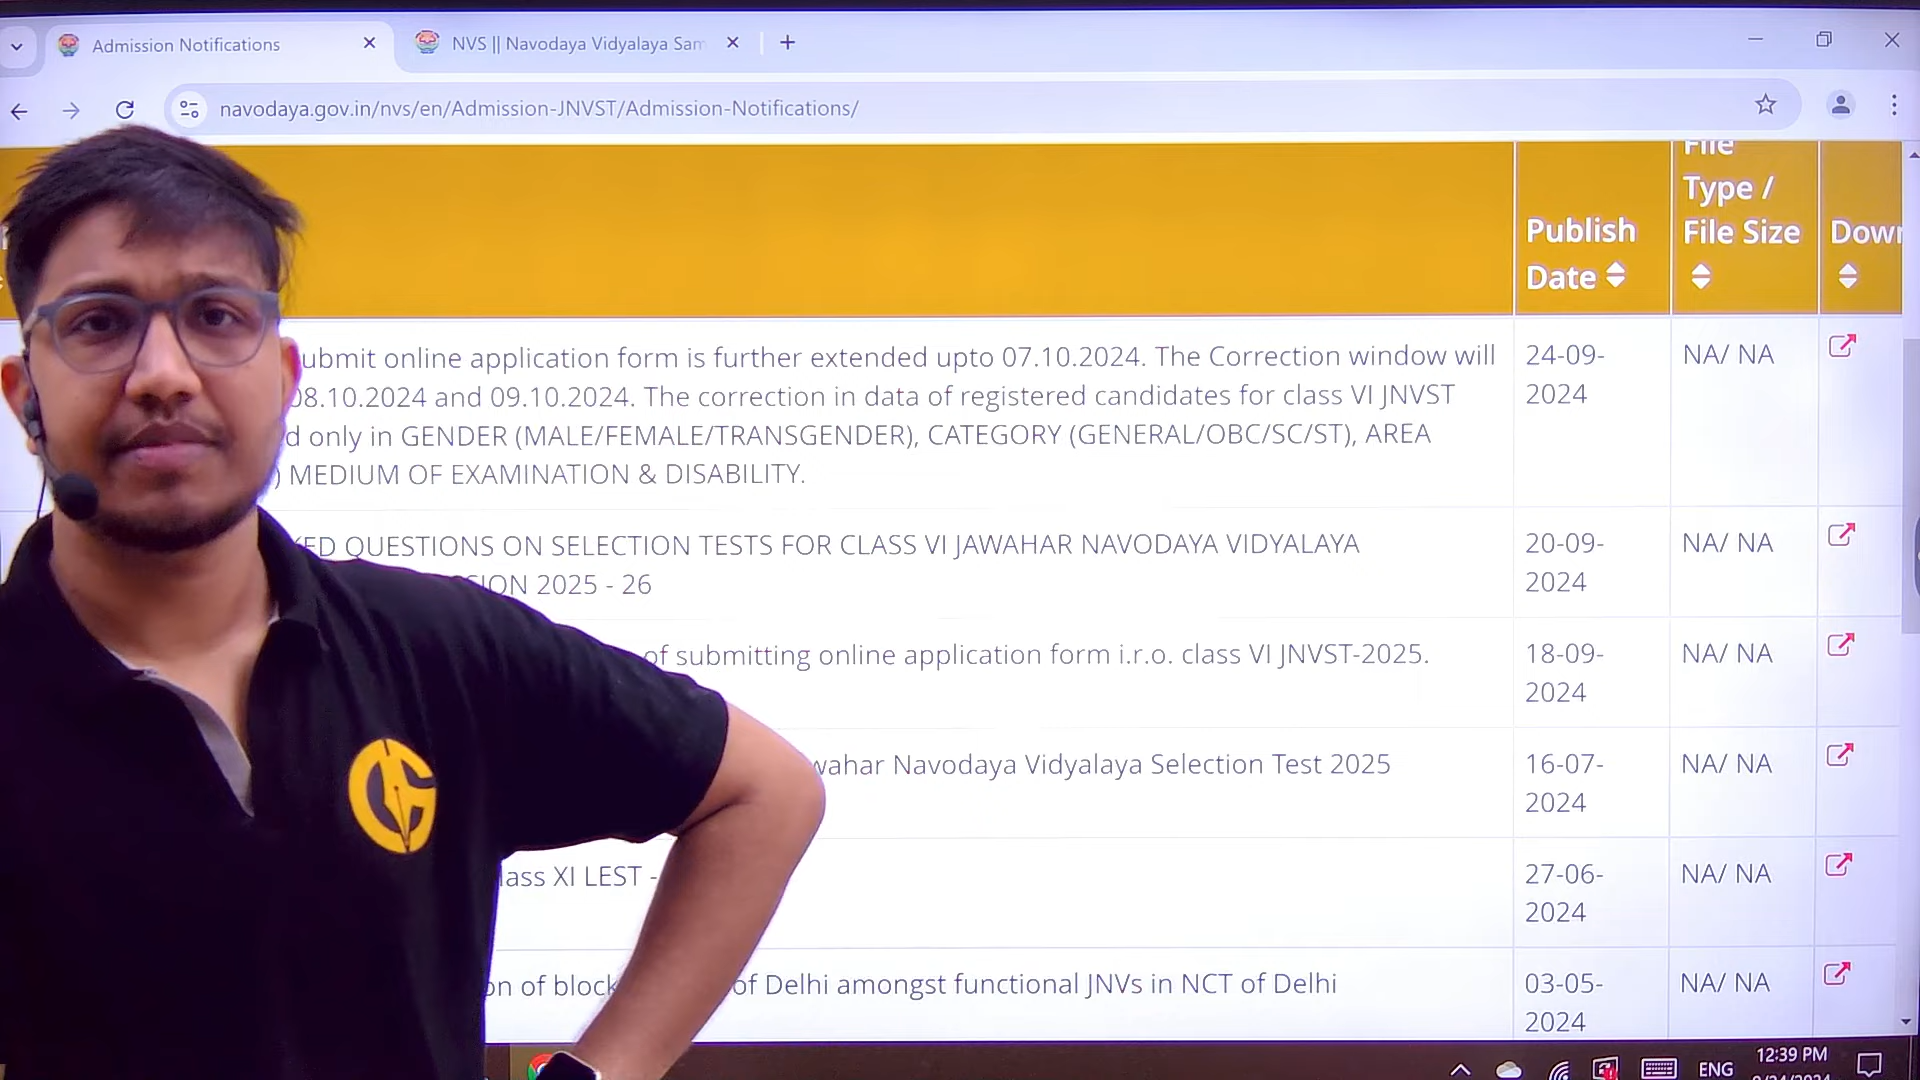 Admission Notifications
NVS || Navodaya Vidyalaya Sam
navodaya.gov.in/nvs/en/Admission-JNVST/Admission-Notifications/
Publish Date
File Type / File Size
Down
ubmit online application form is further extended upto 07.10.2024. The Correction window will
08.10.2024 and 09.10.2024. The correction in data of registered candidates for class VI JNVST
d only in GENDER (MALE/FEMALE/TRANSGENDER), CATEGORY (GENERAL/OBC/SC/ST), AREA
) MEDIUM OF EXAMINATION & DISABILITY.
24-09-
2024
NA/ NA
KED QUESTIONS ON SELECTION TESTS FOR CLASS VI JAWAHAR NAVODAYA VIDYALAYA
ION 2025 - 26
20-09-
2024
NA/ NA
of submitting online application form i.r.o. class VI JNVST-2025.
18-09-
2024
NA/ NA
wahar Navodaya Vidyalaya Selection Test 2025
16-07-
2024
NA/ NA
lass XI LEST -
27-06-
2024
NA/ NA
on of block
of Delhi amongst functional JNVs in NCT of Delhi
03-05-
2024
NA/ NA
ENG
12:39 PM